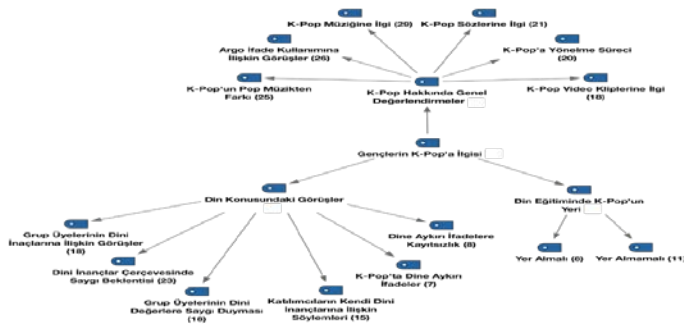 K-Pop Müziğine İlgi (29)
K-Pop Sözlerine İlgi (21)
Argo İfade Kullanımına
İlişkin Görüşler (26)
K-Pop'a Yönelme Süreci
(20)
K-Pop'un Pop Müzikten
Farkı (25)
K-Pop Hakkında Genel
Değerlendirmeler
K-Pop Video Kliplerine İlgi
(18)
Gençlerin K-Pop'a İlgisi
Din Konusundaki Görüşler
Din Eğitiminde K-Pop'un
Yeri
Grup Üyelerinin Dini
İnaçlarına İlişkin Görüşler
(18)
Dine Aykırı İfadelere
Kayıtsızlık (8)
Dini İnançlar Çerçevesinde
Saygı Beklentisi (23)
K-Pop'ta Dine Aykırı
İfadeler (7)
Yer Almalı (6)
Yer Almamalı (11)
Grup Üyelerinin Dini
Değerlere Saygı Duyması
Katılımcıların Kendi Dini
İnançlarına İlişkin
Söylemleri (15)